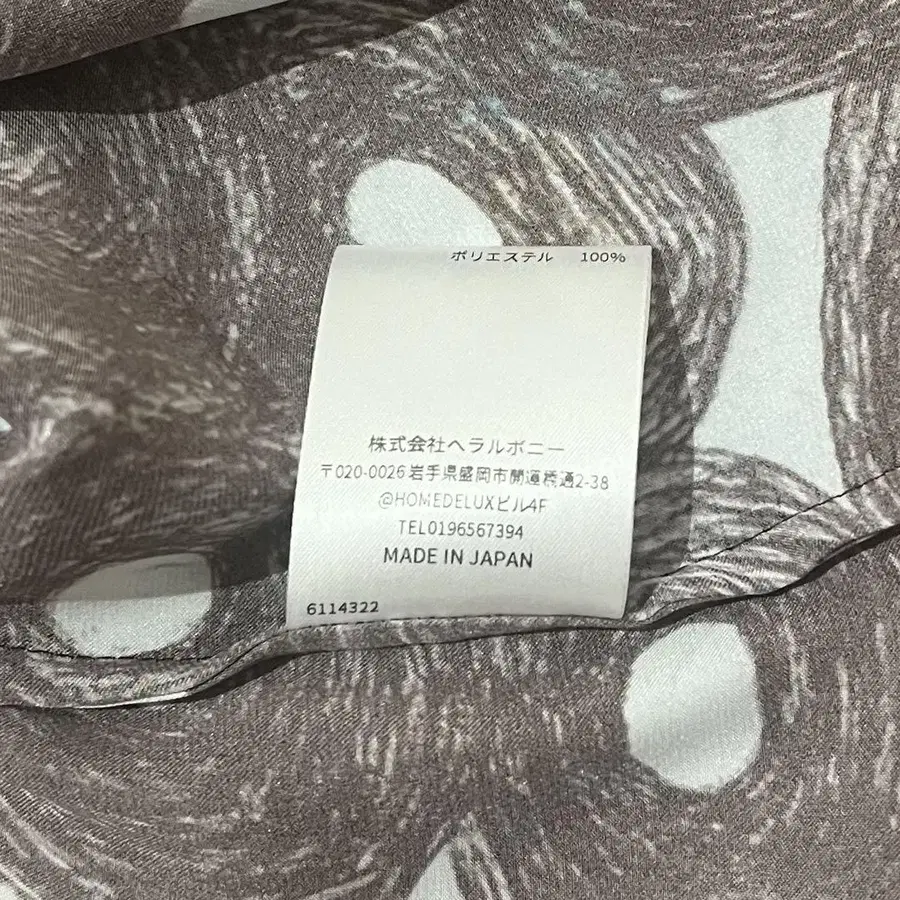 ポリエステル 100%
株式会社ヘラルボニー
〒020-0026 岩手県盛岡市開運橋通2-38
@HOMEDELUXビル4F
TEL0196567394
MADE IN JAPAN
6114322